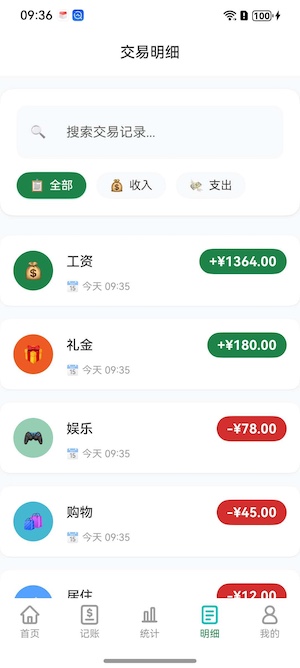 09:36
100
交易明细
搜索交易记录...
全部
收入
支出
工资
+¥1364.00
今天 09:35
礼金
+¥180.00
今天 09:35
娱乐
-¥78.00
今天 09:35
购物
-¥45.00
今天 09:35
居住
-¥12.00
首页
记账
统计
明细
我的